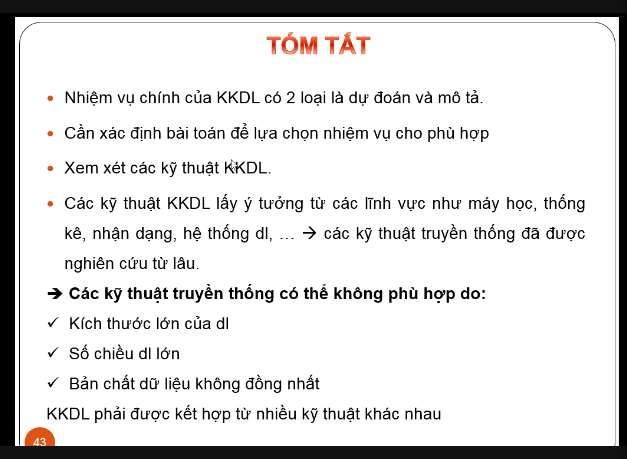 TÓM TẮT
• Nhiệm vụ chính của KKDL có 2 loại là dự đoán và mô tả.
• Cần xác định bài toán để lựa chọn nhiệm vụ cho phù hợp
• Xem xét các kỹ thuật KKDL.
• Các kỹ thuật KKDL lấy ý tưởng từ các lĩnh vực như máy học, thống
kê, nhận dạng, hệ thống dl, … → các kỹ thuật truyền thống đã được
nghiên cứu từ lâu.
➔ Các kỹ thuật truyền thống có thể không phù hợp do:
✓ Kích thước lớn của dl
✓ Số chiều dl lớn
✓ Bản chất dữ liệu không đồng nhất
KKDL phải được kết hợp từ nhiều kỹ thuật khác nhau
43